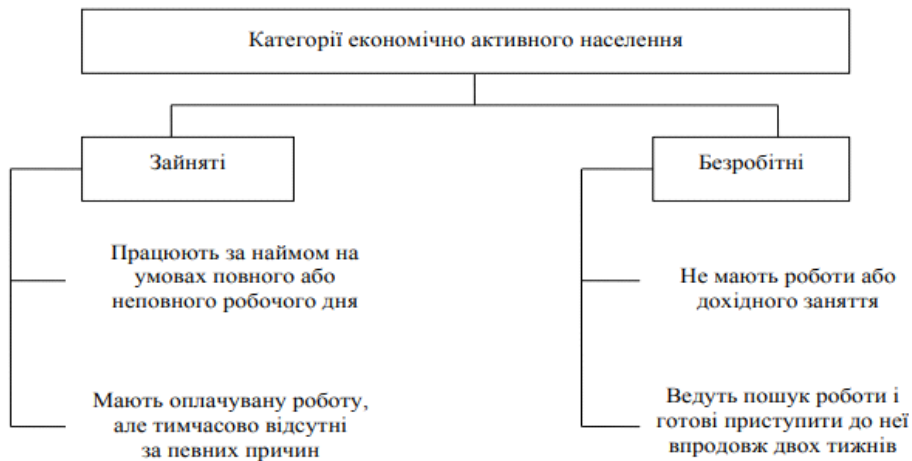 Категорії економічно активного населення
Зайняті
Працюють за наймом на
умовах повного або
неповного робочого дня
Мають оплачувану роботу,
але тимчасово відсутні
за певних причин
Безробітні
Не мають роботи або
дохідного заняття
Ведуть пошук роботи і
готові приступити до неї
впродовж двох тижнів